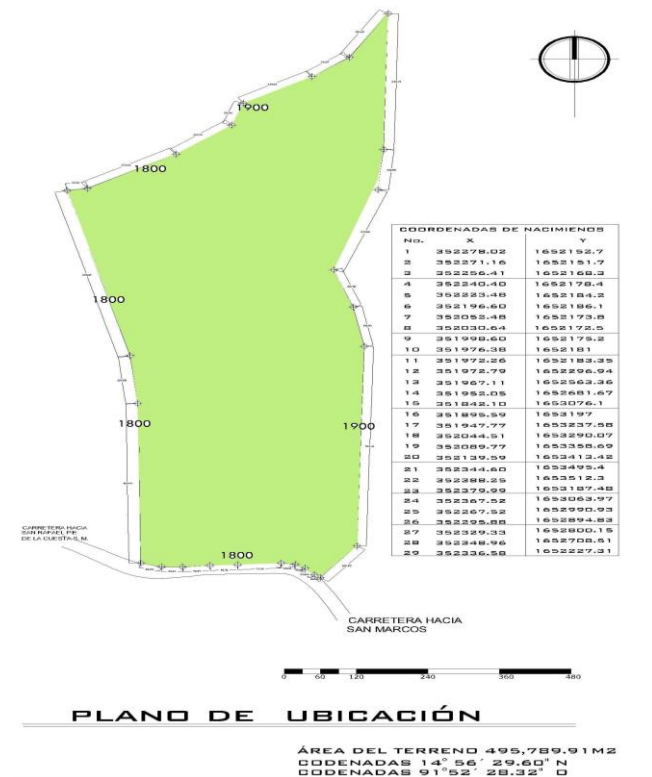 1900
1800
1800
1800
1900
1800
CARRETERA HACIA
SAN RAFAEL PIE
DE LA CUESTA S.M.
CARRETERA HACIA
SAN MARCOS
COORDENADAS DE NACIMIENOS
No. X Y
1 352278.02 1652152.7
2 352271.16 1652151.7
3 352256.41 1652168.3
4 352240.40 1652178.4
5 352223.48 1652184.2
6 352196.60 1652186.1
7 352052.48 1652173.8
8 352030.64 1652172.5
9 351998.60 1652175.2
10 351976.38 1652181
11 351972.26 1652183.35
12 351972.79 1652296.94
13 351967.11 1652563.36
14 351952.05 1652681.67
15 351842.10 1653076.1
16 351895.59 1653197
17 351947.77 1653237.58
18 352044.51 1653290.07
19 352089.77 1653358.69
20 352139.59 1653413.42
21 352344.60 1653495.4
22 352388.25 1653512.3
23 352379.99 1653187.48
24 352367.52 1653063.97
25 352267.52 1652990.93
26 352295.88 1652894.83
27 352329.33 1652800.15
28 352348.96 1652708.51
29 352336.58 1652227.31
0 60 120 240 360 480
PLANO DE UBICACIÓN
ÁREA DEL TERRENO 495,789.91M2
CODENADAS 14° 56´ 29.60" N
CODENADAS 91°52´ 28.32" O